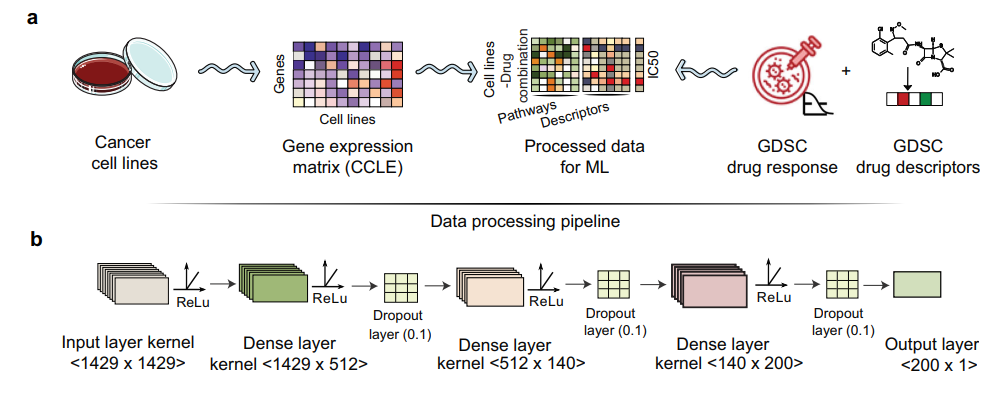 a
Genes
Cell lines
Cell lines
-Drug
combination
Pathways
Descriptors
IC50
+
Cl
N
O
O
NH
H
S
N
O
O
HO
Cancer
cell lines
Gene expression
matrix (CCLE)
Processed data
for ML
GDSC
drug response
GDSC
drug descriptors
Data processing pipeline
b
ReLu
ReLu
Dropout
layer (0.1)
ReLu
Dropout
layer (0.1)
ReLu
Dropout
layer (0.1)
Input layer kernel
<1429 x 1429>
Dense layer
kernel <1429 x 512>
Dense layer
kernel <512 x 140>
Dense layer
kernel <140 x 200>
Output layer
<200 x 1>